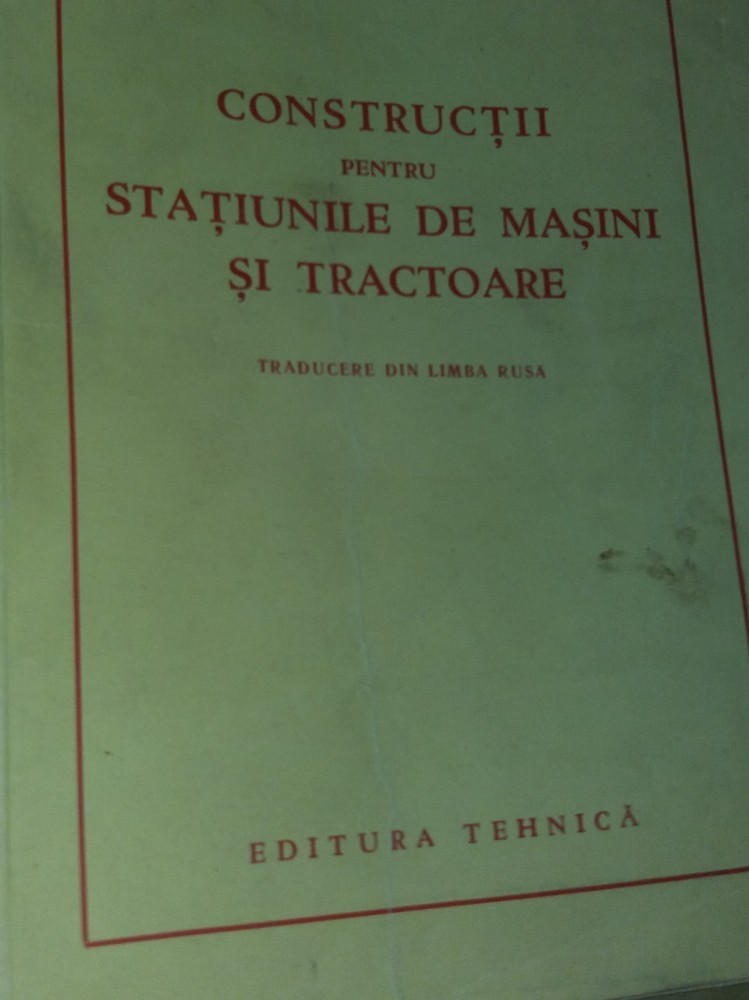 CONSTRUCȚII
PENTRU
STAȚIUNILE DE MAȘINI
ȘI TRACTOARE
TRADUCERE DIN LIMBA RUSA
EDITURA TEHNICĂ